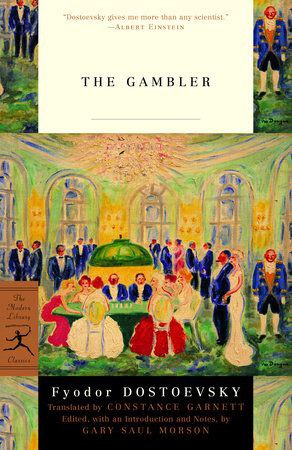 "Dostoevsky gives me more than any scientist."
—ALBERT EINSTEIN
THE GAMBLER
The Modern Library
Classics
Fyodor DOSTOEVSKY
Translated by CONSTANCE GARNETT
Edited, with an Introduction and Notes, by
GARY SAUL MORSON